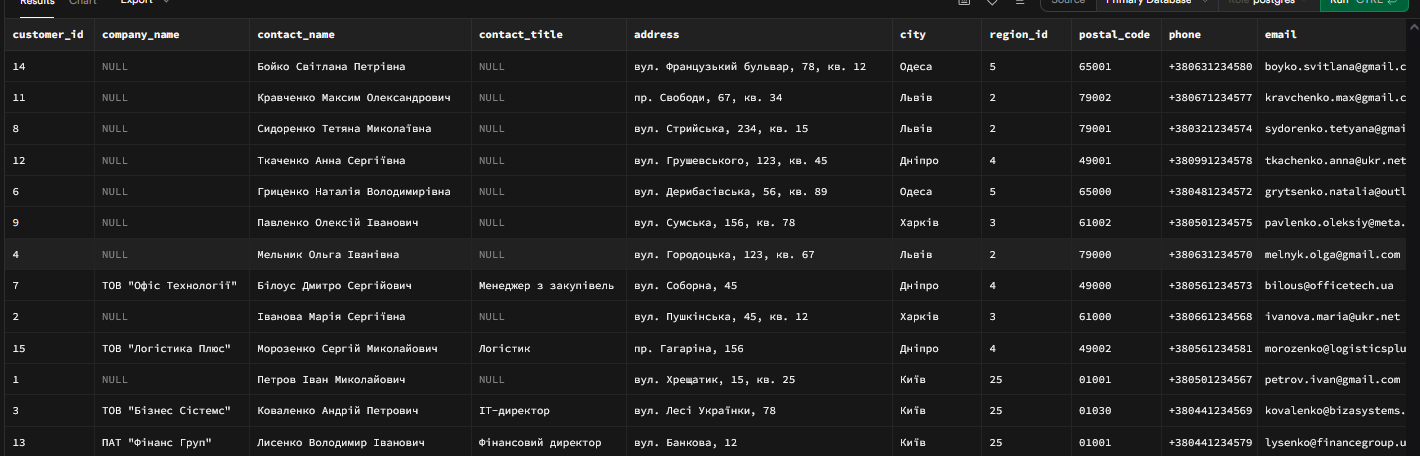 Results Chart Export Source Primary Database Role postgres Run CTRL
customer_id company_name contact_name contact_title address city region_id postal_code phone email
14 NULL Бойко Світлана Петрівна NULL вул. Французький бульвар, 78, кв. 12 Одеса 5 65001 +380631234580 boyko.svitlana@gmail.c
11 NULL Кравченко Максим Олександрович NULL пр. Свободи, 67, кв. 34 Львів 2 79002 +380671234577 kravchenko.max@gmail.c
8 NULL Сидоренко Тетяна Миколаївна NULL вул. Стрийська, 234, кв. 15 Львів 2 79001 +380321234574 sydorenko.tetyana@gmai
12 NULL Ткаченко Анна Сергіївна NULL вул. Грушевського, 123, кв. 45 Дніпро 4 49001 +380991234578 tkachenko.anna@ukr.net
6 NULL Гриценко Наталія Володимирівна NULL вул. Дерибасівська, 56, кв. 89 Одеса 5 65000 +380481234572 grytsenko.natalia@outl
9 NULL Павленко Олексій Іванович NULL вул. Сумська, 156, кв. 78 Харків 3 61002 +380501234575 pavlenko.oleksiy@meta.
4 NULL Мельник Ольга Іванівна NULL вул. Городоцька, 123, кв. 67 Львів 2 79000 +380631234570 melnyk.olga@gmail.com
7 ТОВ "Офіс Технології" Білоус Дмитро Сергійович Менеджер з закупівель вул. Соборна, 45 Дніпро 4 49000 +380561234573 bilous@officetech.ua
2 NULL Іванова Марія Сергіївна NULL вул. Пушкінська, 45, кв. 12 Харків 3 61000 +380661234568 ivanova.maria@ukr.net
15 ТОВ "Логістика Плюс" Морозенко Сергій Миколайович Логістик пр. Гагаріна, 156 Дніпро 4 49002 +380561234581 morozenko@logisticsplu
1 NULL Петров Іван Миколайович NULL вул. Хрещатик, 15, кв. 25 Київ 25 01001 +380501234567 petrov.ivan@gmail.com
3 ТОВ "Бізнес Сістемс" Коваленко Андрій Петрович ІТ-директор вул. Лесі Українки, 78 Київ 25 01030 +380441234569 kovalenko@bizasystems.
13 ПАТ "Фінанс Груп" Лисенко Володимир Іванович Фінансовий директор вул. Банкова, 12 Київ 25 01001 +380441234579 lysenko@financegroup.u